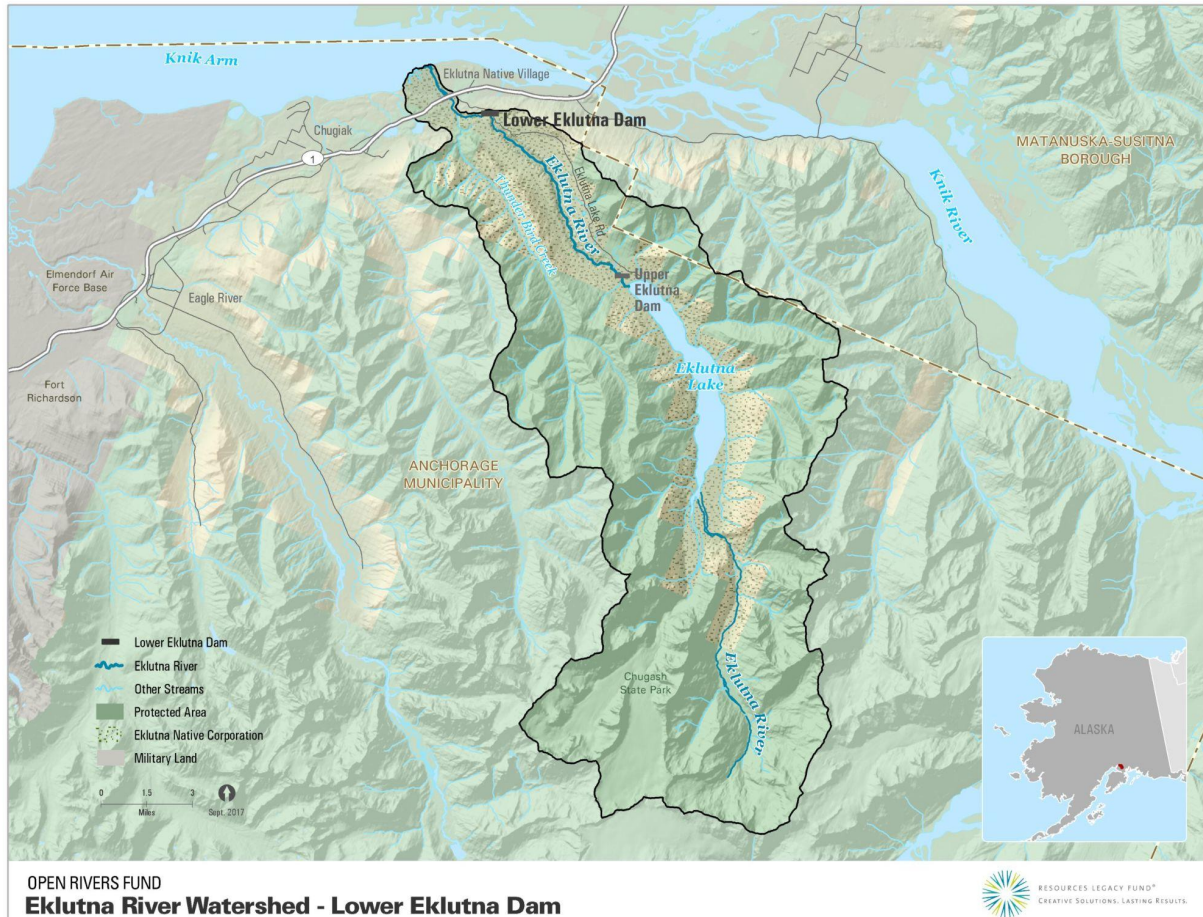 Knik Arm
Eklutna Native Village
Lower Eklutna Dam
Chugiak
1
MATANUSKA-SUSITNA
BOROUGH
Knik River
Eklutna River
Eklutna Lake Rd
Thunder Bird Creek
Elmendorf Air
Force Base
Eagle River
Upper
Eklutna
Dam
Eklutna
Lake
Fort
Richardson
ANCHORAGE
MUNICIPALITY
Chugash
State Park
Eklutna River
Lower Eklutna Dam
Eklutna River
Other Streams
Protected Area
Eklutna Native Corporation
Military Land
0 1.5 3
Miles
Sept. 2017
ALASKA
OPEN RIVERS FUND
Eklutna River Watershed - Lower Eklutna Dam
RESOURCES LEGACY FUND®
CREATIVE SOLUTIONS. LASTING RESULTS.